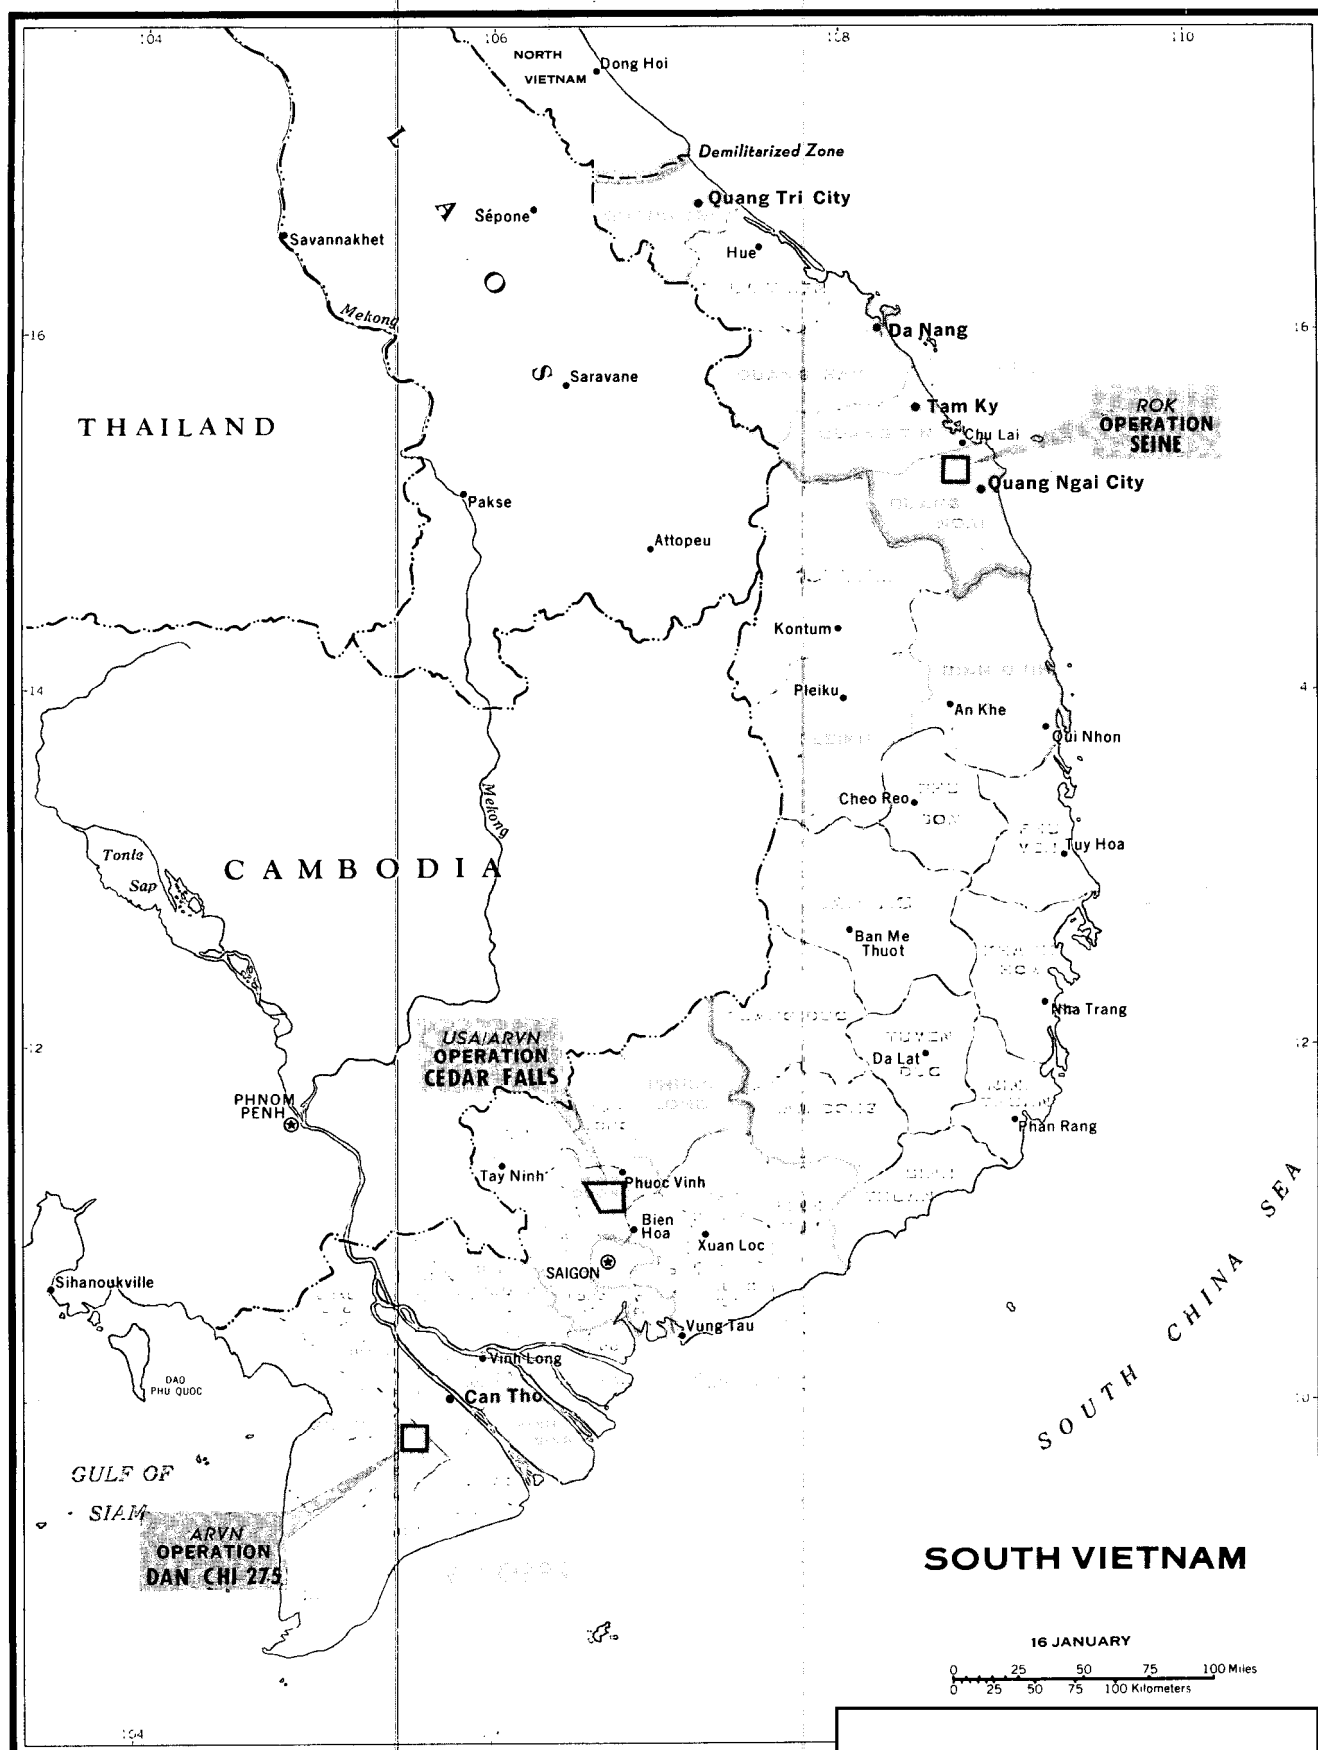 104
106
108
110
NORTH
VIETNAM
Dong Hoi
L
A
O
S
Demilitarized Zone
Quang Tri City
Sépone
Savannakhet
Hue
Mekong
16
Da Nang
16
Saravane
THAILAND
Tam Ky
Chu Lai
ROK
OPERATION
SEINE
Pakse
Quang Ngai City
Attopeu
Kontum
14
Pleiku
An Khe
4
Qui Nhon
Cheo Reo
Mekong
Tuy Hoa
Tonle
Sap
CAMBODIA
Ban Me
Thuot
Nha Trang
USA/ARVN
OPERATION
CEDAR FALLS
12
Da Lat
12
PHNOM
PENH
Phan Rang
Tay Ninh
Phuoc Vinh
Bien
Hoa
Xuan Loc
SAIGON
Sihanoukville
Vung Tau
SOUTH CHINA SEA
DAO
PHU QUOC
Vinh Long
Can Tho
10
GULF OF
SIAM
ARVN
OPERATION
DAN CHI 275
SOUTH VIETNAM
16 JANUARY
0 25 50 75 100 Miles
0 25 50 75 100 Kilometers
104